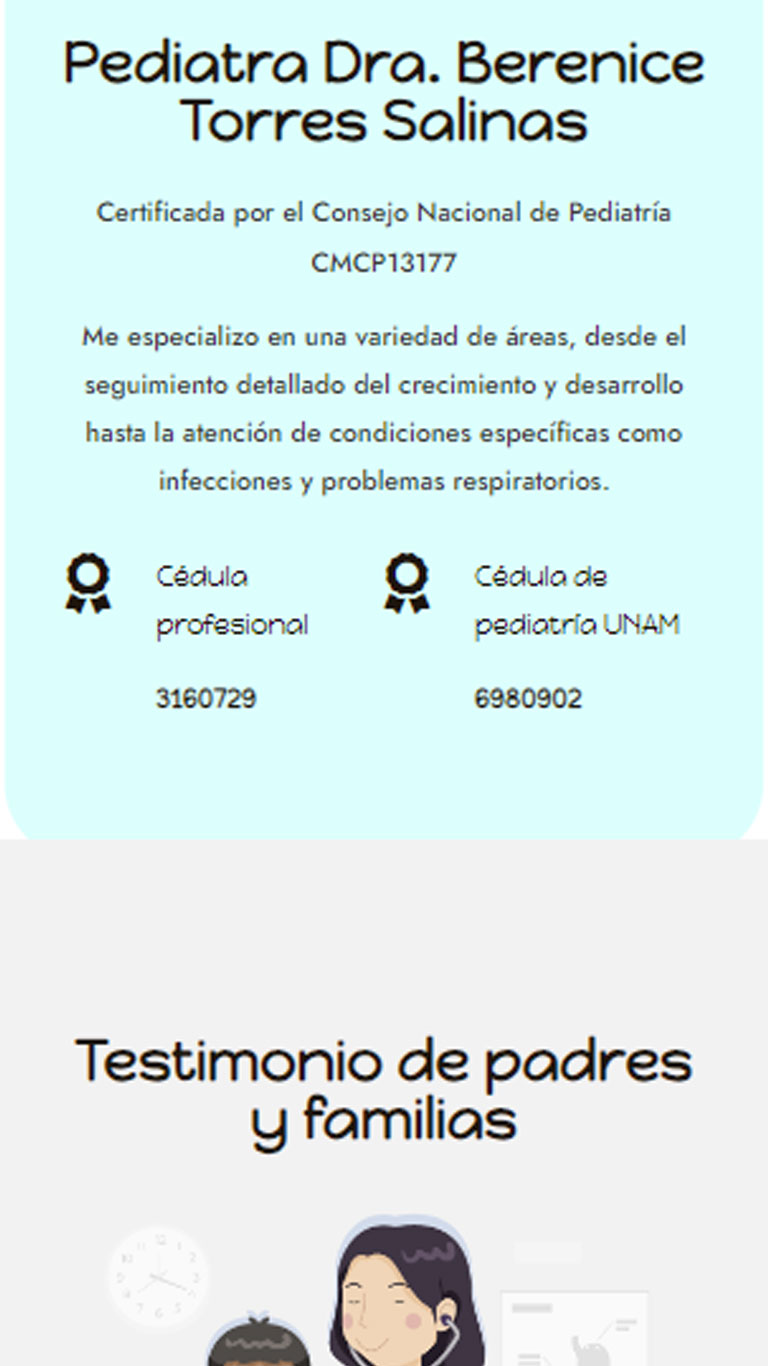 Pediatra Dra. Berenice
Torres Salinas
Certificada por el Consejo Nacional de Pediatría
CMCP13177
Me especializo en una variedad de áreas, desde el
seguimiento detallado del crecimiento y desarrollo
hasta la atención de condiciones específicas como
infecciones y problemas respiratorios.
Cédula
profesional
3160729
Cédula de
pediatría UNAM
6980902
Testimonio de padres
y familias